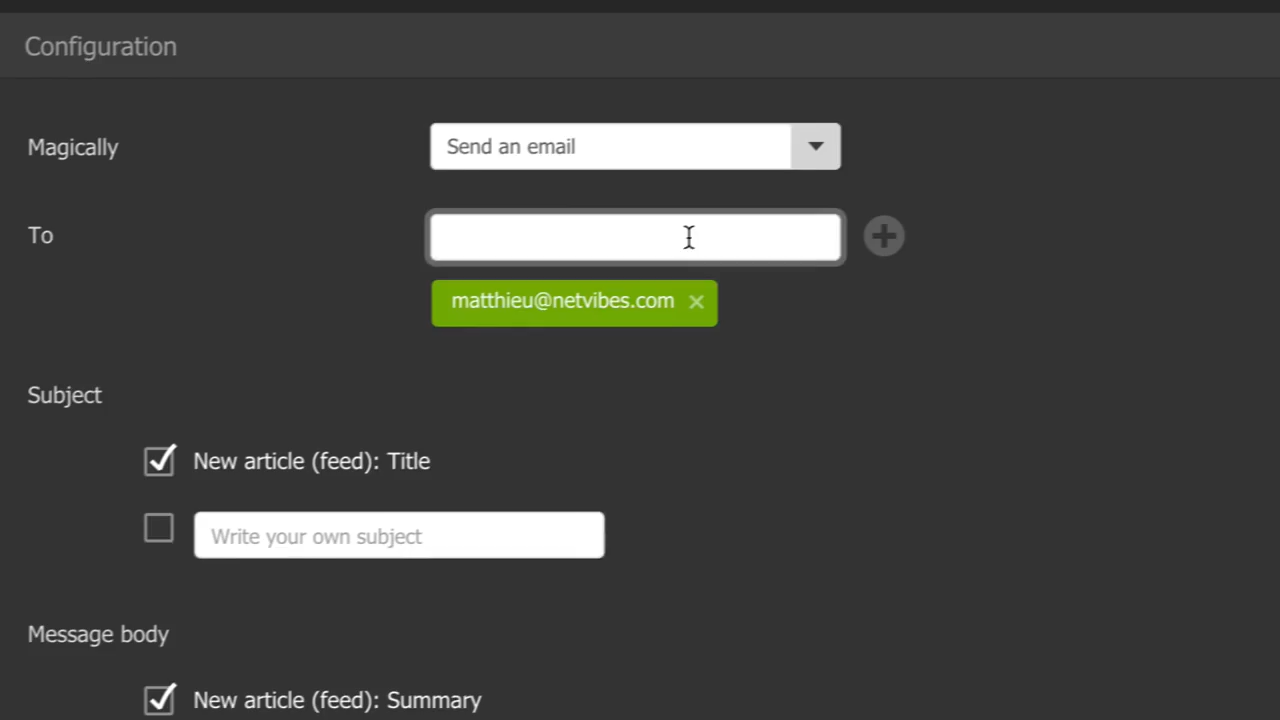 Configuration
Magically
Send an email
To
matthieu@netvibes.com
Subject
New article (feed): Title
Write your own subject
Message body
New article (feed): Summary